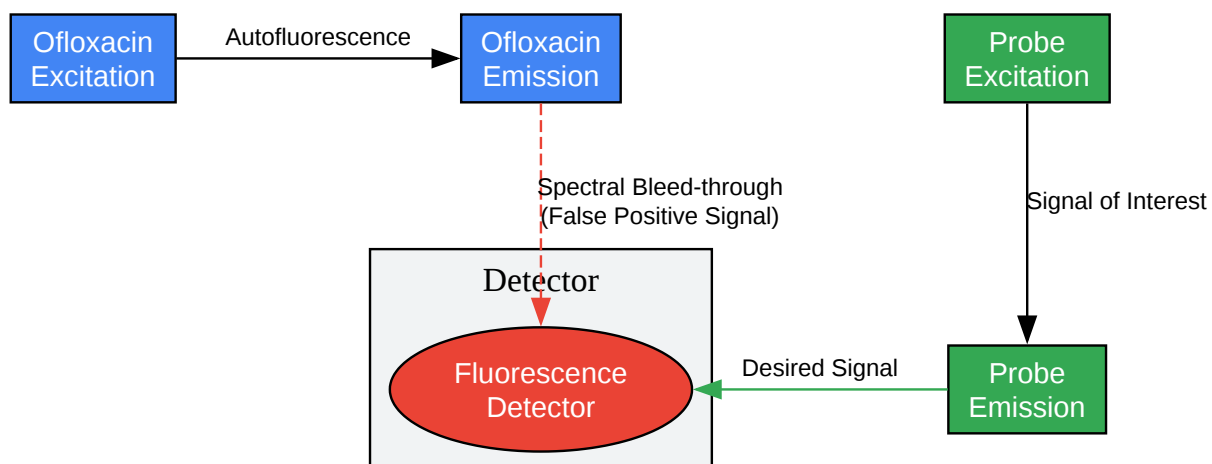 Ofloxacin
Excitation
Autofluorescence
Ofloxacin
Emission
Probe
Excitation
Spectral Bleed-through
(False Positive Signal)
Signal of Interest
Detector
Fluorescence
Detector
Desired Signal
Probe
Emission